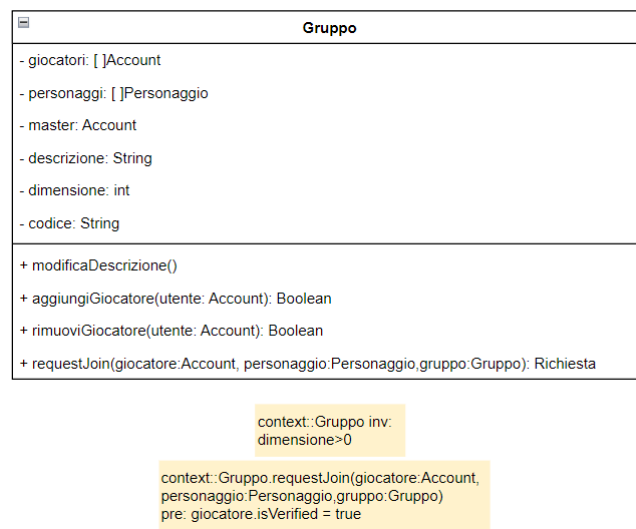 Gruppo
- giocatori: [ ]Account
- personaggi: [ ]Personaggio
- master: Account
- descrizione: String
- dimensione: int
- codice: String
+ modificaDescrizione()
+ aggiungiGiocatore(utente: Account): Boolean
+ rimuoviGiocatore(utente: Account): Boolean
+ requestJoin(giocatore:Account, personaggio:Personaggio,gruppo:Gruppo): Richiesta
context::Gruppo inv:
dimensione>0
context::Gruppo.requestJoin(giocatore:Account,
personaggio:Personaggio,gruppo:Gruppo)
pre: giocatore.isVerified = true